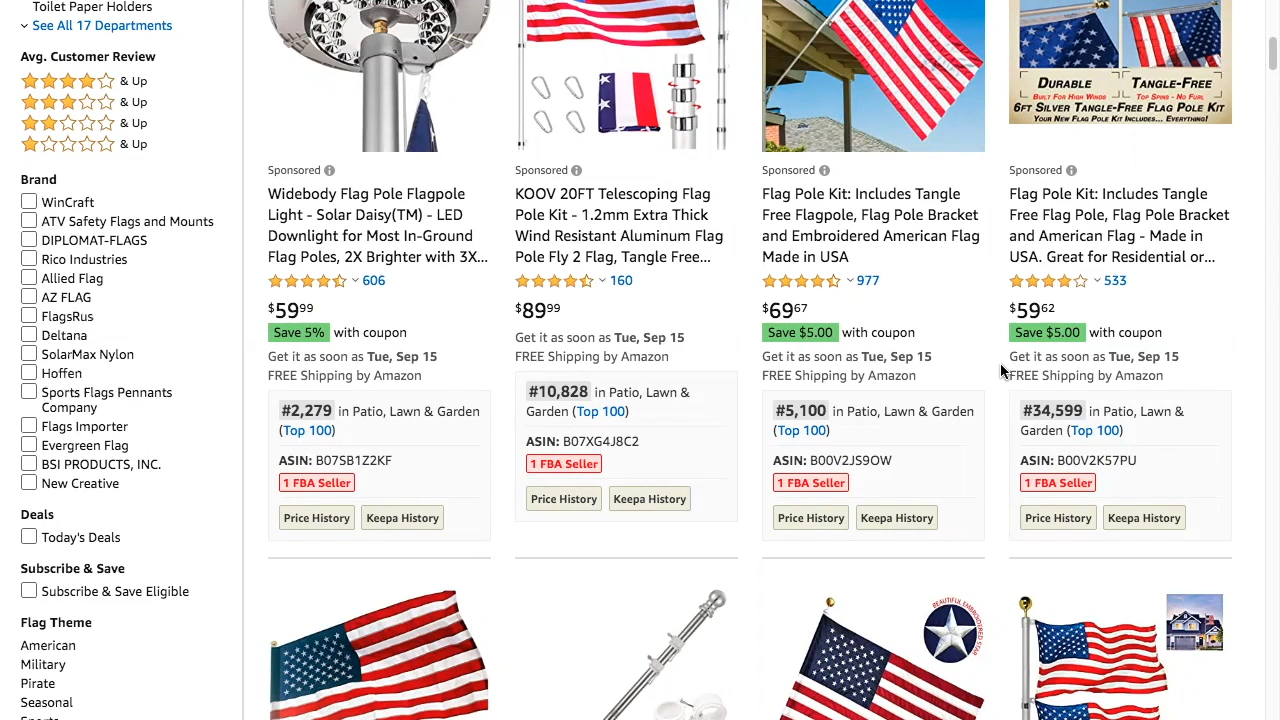 Toilet Paper Holders
See All 17 Departments
Avg. Customer Review
& Up
& Up
& Up
& Up
Brand
WinCraft
ATV Safety Flags and Mounts
DIPLOMAT-FLAGS
Rico Industries
Allied Flag
AZ FLAG
FlagsRus
Deltana
SolarMax Nylon
Hoffen
Sports Flags Pennants
Company
Flags Importer
Evergreen Flag
BSI PRODUCTS, INC.
New Creative
Deals
Today's Deals
Subscribe & Save
Subscribe & Save Eligible
Flag Theme
American
Military
Pirate
Seasonal
Sports
Sponsored
Widebody Flag Pole Flagpole
Light - Solar Daisy(TM) - LED
Downlight for Most In-Ground
Flag Poles, 2X Brighter with 3X...
606
$59 99
Save 5% with coupon
Get it as soon as Tue, Sep 15
FREE Shipping by Amazon
#2,279 in Patio, Lawn & Garden
(Top 100)
ASIN: B07SB1Z2KF
1 FBA Seller
Price History Keepa History
Sponsored
KOOV 20FT Telescoping Flag
Pole Kit - 1.2mm Extra Thick
Wind Resistant Aluminum Flag
Pole Fly 2 Flag, Tangle Free...
160
$89 99
Get it as soon as Tue, Sep 15
FREE Shipping by Amazon
#10,828 in Patio, Lawn &
Garden (Top 100)
ASIN: B07XG4J8C2
1 FBA Seller
Price History Keepa History
Sponsored
Flag Pole Kit: Includes Tangle
Free Flagpole, Flag Pole Bracket
and Embroidered American Flag
Made in USA
977
$69 67
Save $5.00 with coupon
Get it as soon as Tue, Sep 15
FREE Shipping by Amazon
#5,100 in Patio, Lawn & Garden
(Top 100)
ASIN: B00V2JS9OW
1 FBA Seller
Price History Keepa History
DURABLE TANGLE-FREE
BUILT FOR HIGH WINDS TOP SPINS - NO FURL
6FT SILVER TANGLE-FREE FLAG POLE KIT
YOUR NEW FLAG POLE KIT INCLUDES... EVERYTHING!
Sponsored
Flag Pole Kit: Includes Tangle
Free Flag Pole, Flag Pole Bracket
and American Flag - Made in
USA. Great for Residential or...
533
$59 62
Save $5.00 with coupon
Get it as soon as Tue, Sep 15
FREE Shipping by Amazon
#34,599 in Patio, Lawn &
Garden (Top 100)
ASIN: B00V2K57PU
1 FBA Seller
Price History Keepa History
BEAUTIFUL EMBROIDERED STAR